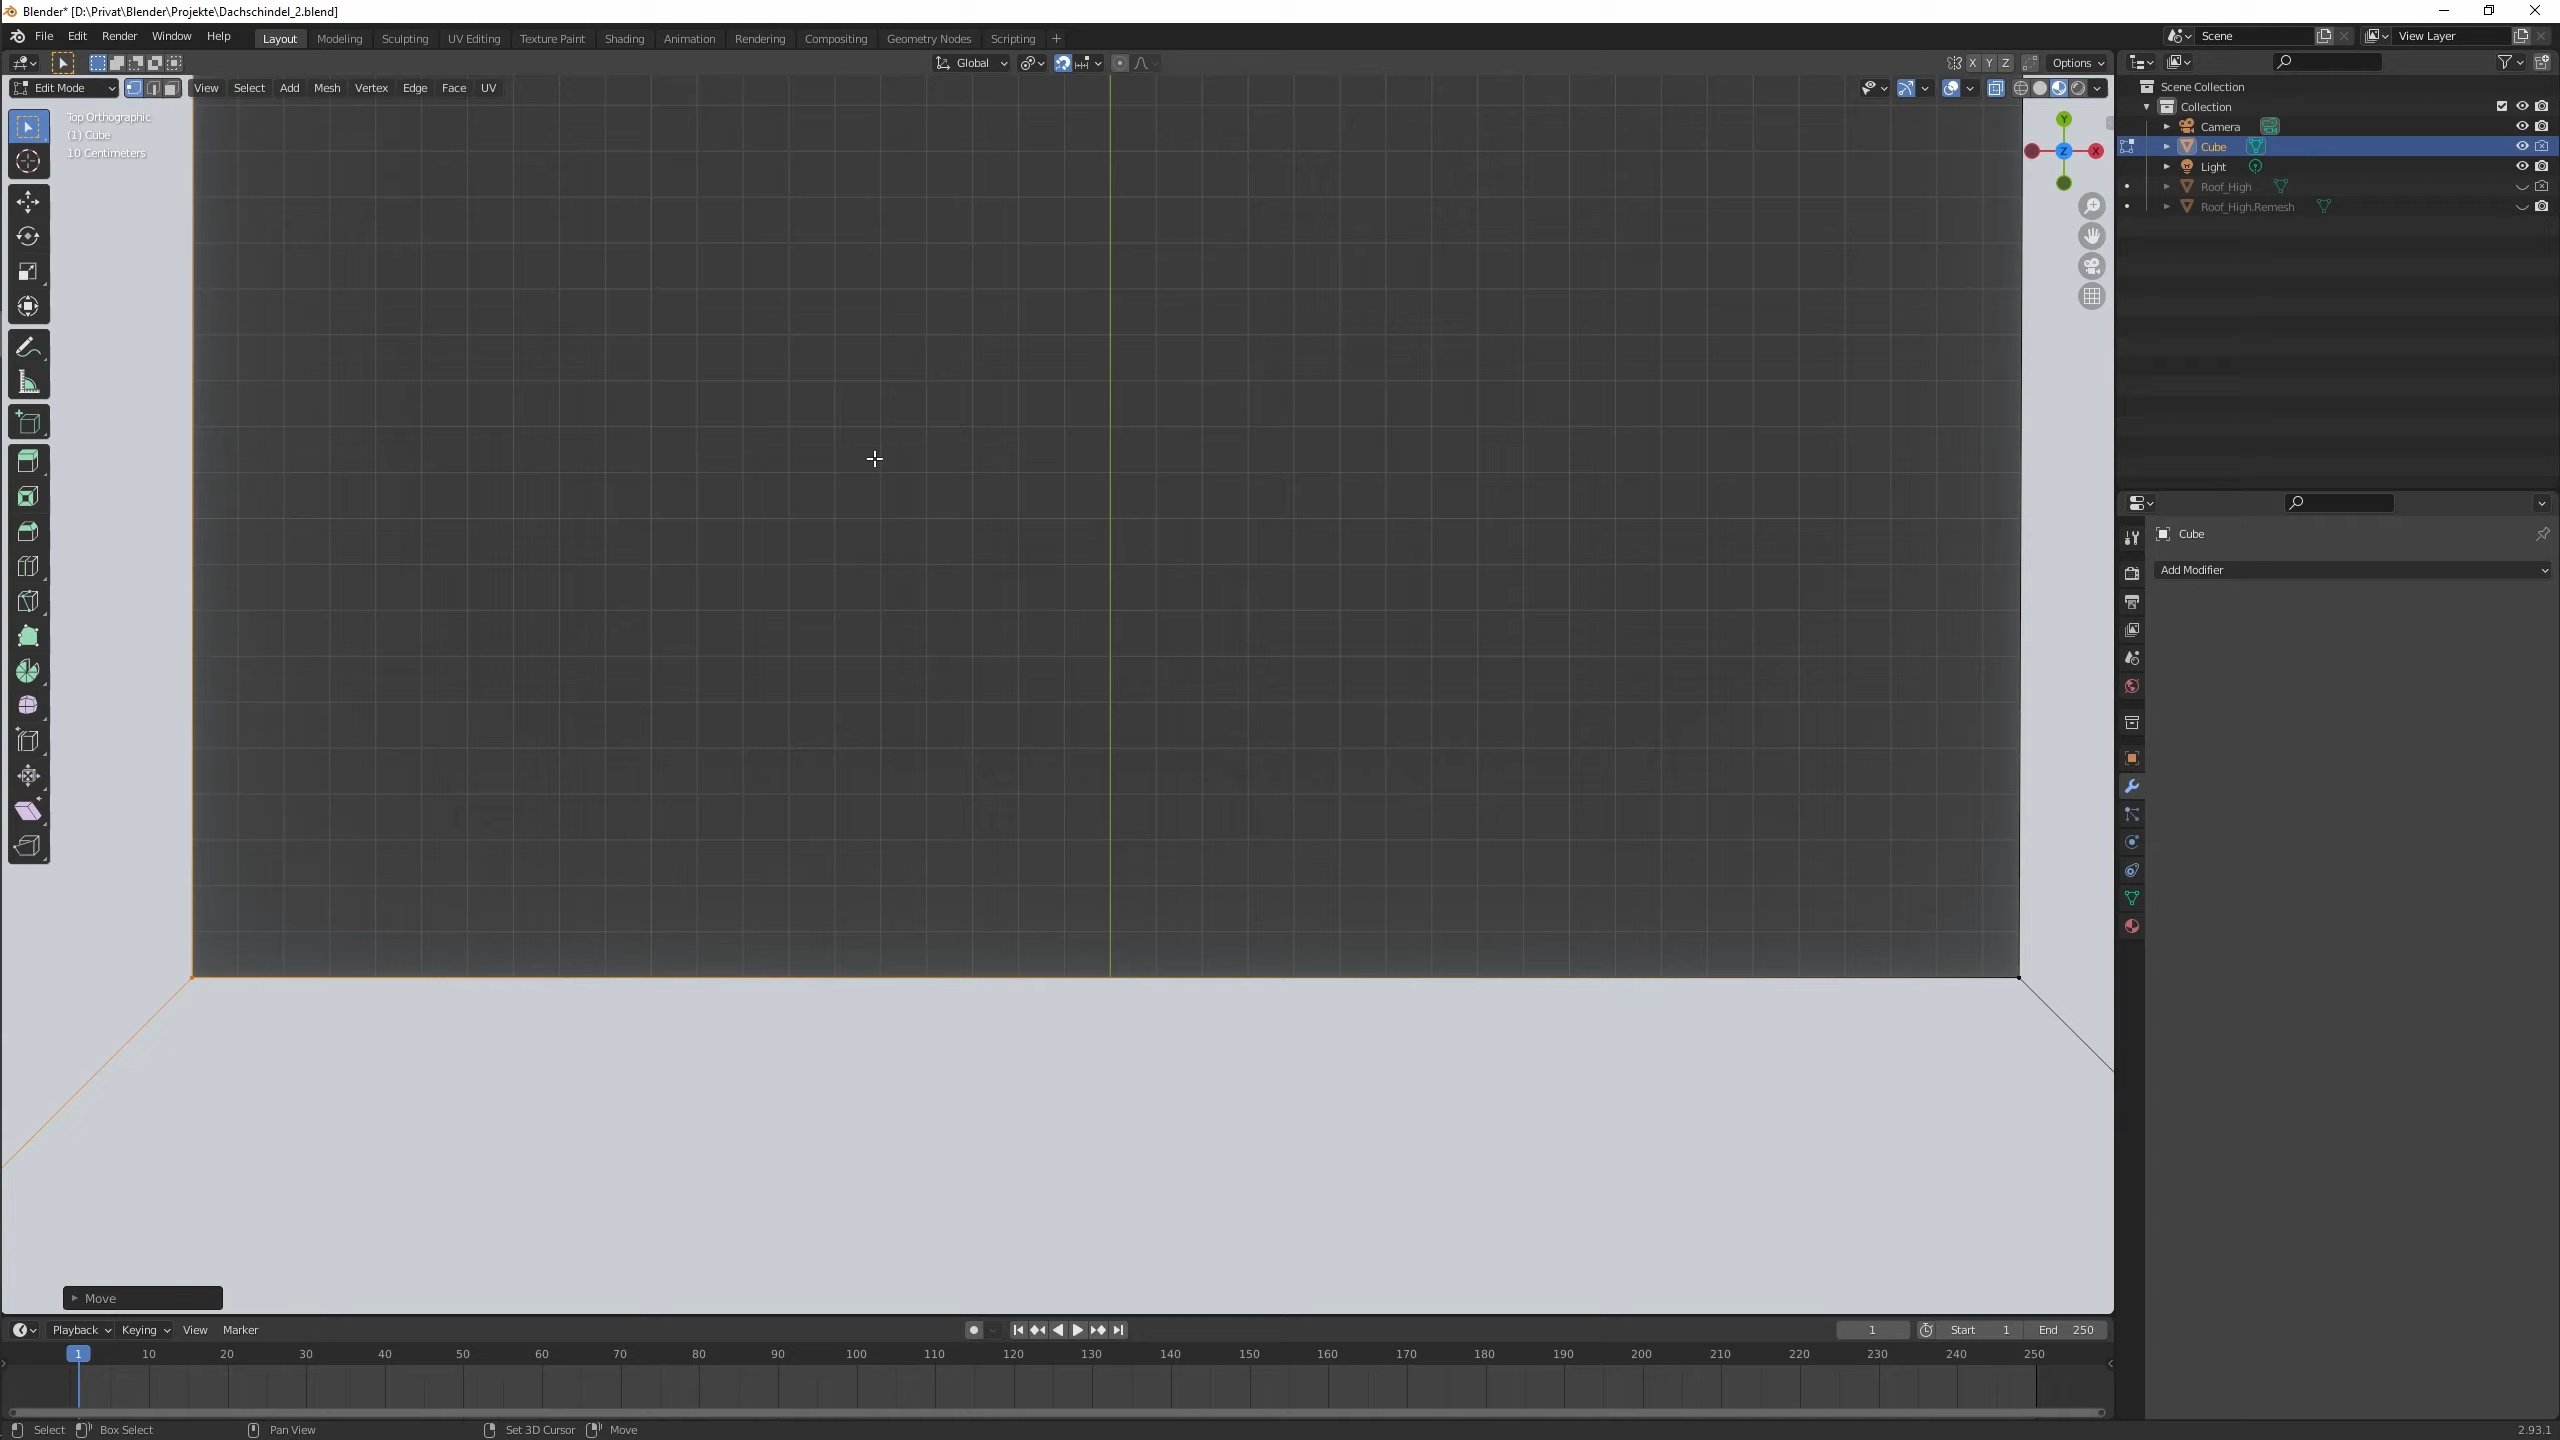 Blender* [D:\Privat\Blender\Projekte\Dachschindel_2.blend]
File Edit Render Window Help Layout Modeling Sculpting UV Editing Texture Paint Shading Animation Rendering Compositing Geometry Nodes Scripting + Scene View Layer
Global X Y Z Options
Edit Mode View Select Add Mesh Vertex Edge Face UV
Scene Collection
Collection
Top Orthographic
(1) Cube
10 Centimeters
Y
Z X
Camera
Cube
Light
Roof_High
Roof_High.Remesh
Cube
Add Modifier
Move
Playback Keying View Marker 1 Start 1 End 250
1 10 20 30 40 50 60 70 80 90 100 110 120 130 140 150 160 170 180 190 200 210 220 230 240 250
Select Box Select Pan View Set 3D Cursor Move 2.93.1